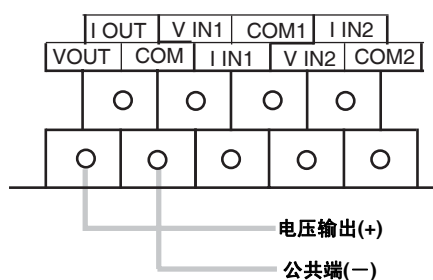 I OUT V IN1 COM1 I IN2
VOUT COM I IN1 V IN2 COM2
电压输出(+)
公共端(—)